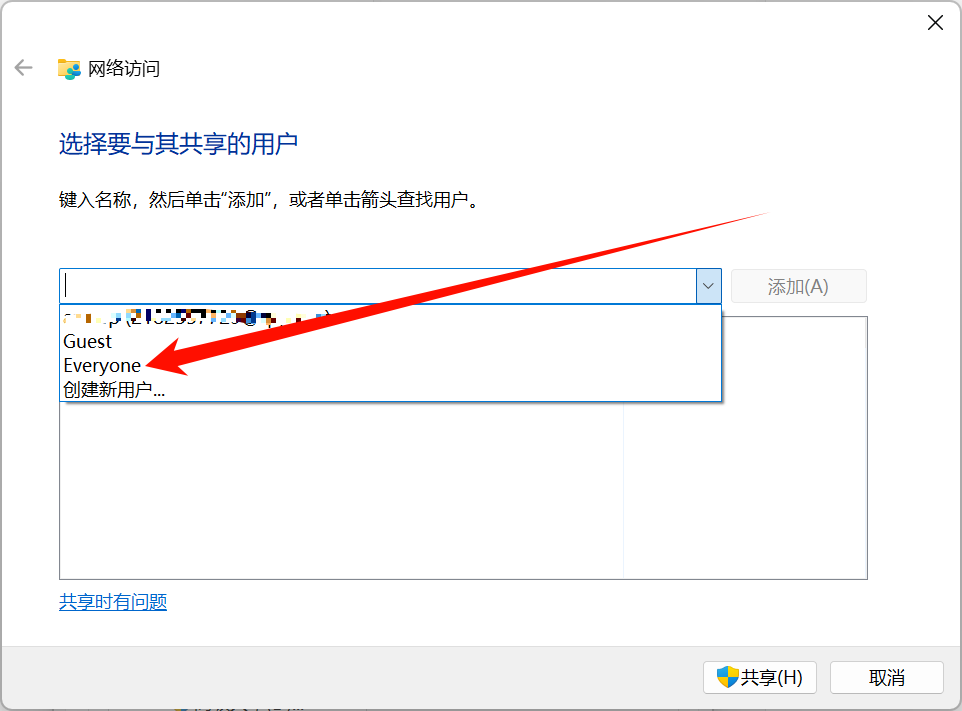 网络访问
选择要与其共享的用户
键入名称，然后单击“添加”，或者单击箭头查找用户。
添加(A)
Guest
Everyone
创建新用户...
共享时有问题
共享(H)
取消